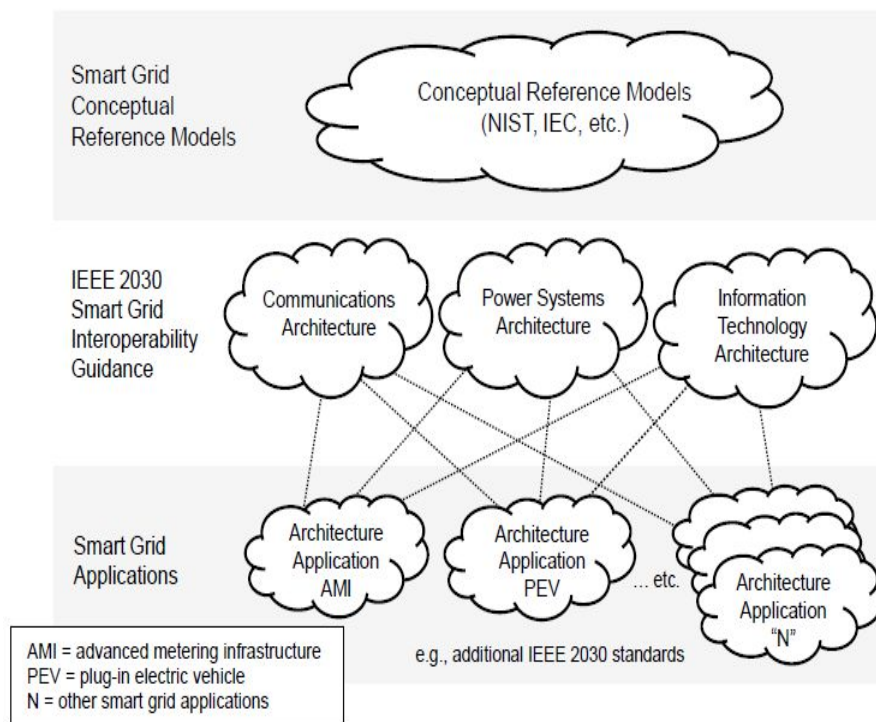 Smart Grid
Conceptual
Reference Models
Conceptual Reference Models
(NIST, IEC, etc.)
IEEE 2030
Smart Grid
Interoperability
Guidance
Communications
Architecture
Power Systems
Architecture
Information
Technology
Architecture
Smart Grid
Applications
Architecture
Application
AMI
Architecture
Application
PEV
... etc.
Architecture
Application
"N"
AMI = advanced metering infrastructure
PEV = plug-in electric vehicle
N = other smart grid applications
e.g., additional IEEE 2030 standards